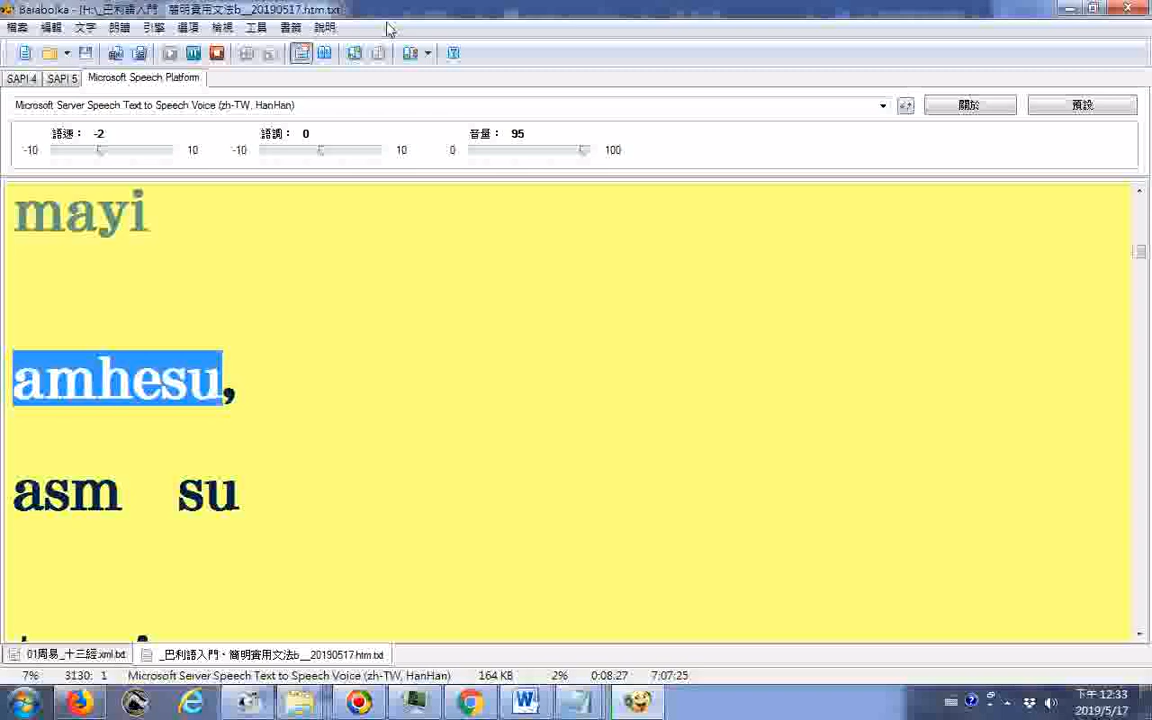 Balabolka - [H:\_巴利語入門‧簡明實用文法b__20190517.htm.txt]
檔案 編輯 文字 朗讀 引擎 選項 檢視 工具 書籤 說明
SAPI 4 SAPI 5 Microsoft Speech Platform
Microsoft Server Speech Text to Speech Voice (zh-TW, HanHan) 關於 預設
語速： -2 語調： 0 音量： 95
-10 10 -10 10 0 100
mayi
amhesu,
asm su
01周易_十三經.xml.txt _巴利語入門‧簡明實用文法b__20190517.htm.txt
7% 3130: 1 Microsoft Server Speech Text to Speech Voice (zh-TW, HanHan) 164 KB 2% 0:08:27 7:07:25
下午 12:33
2019/5/17